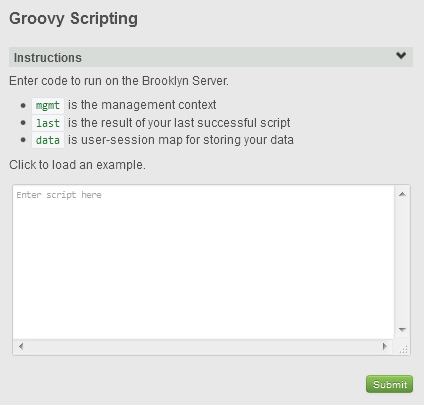 Groovy Scripting
Instructions
Enter code to run on the Brooklyn Server.
mgmt is the management context
last is the result of your last successful script
data is user-session map for storing your data
Click to load an example.
Enter script here
Submit